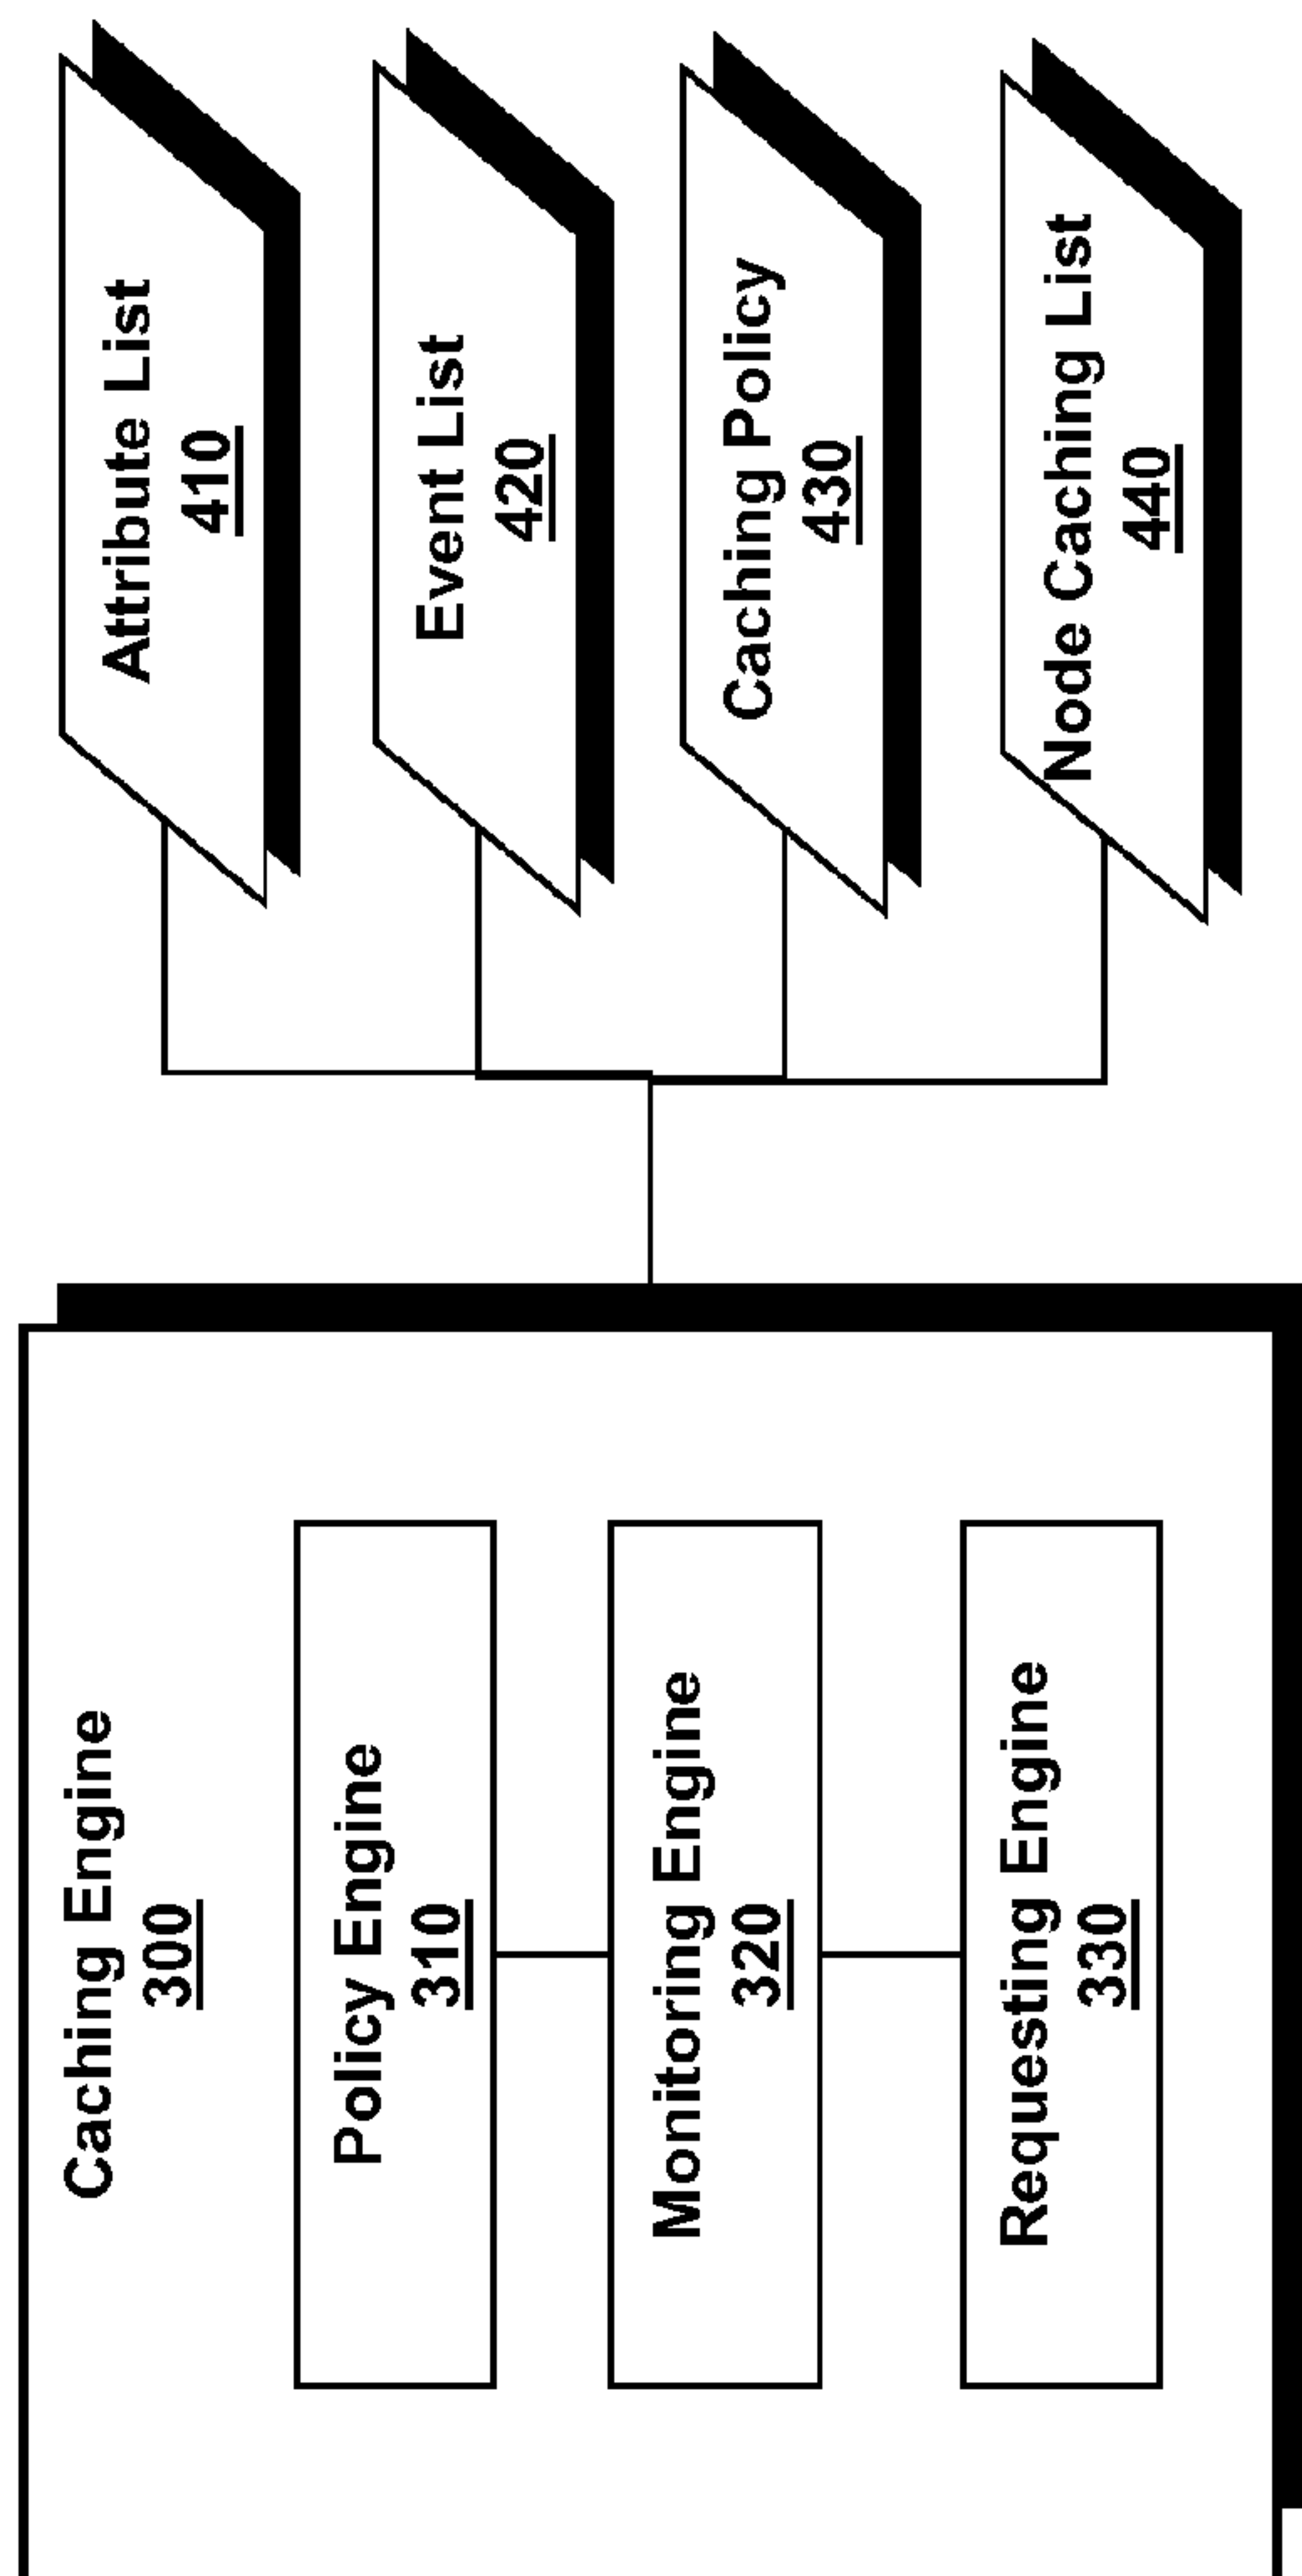 Caching Engine
300
Policy Engine
310
Monitoring Engine
320
Requesting Engine
330
Attribute List
410
Event List
420
Caching Policy
430
Node Caching List
440